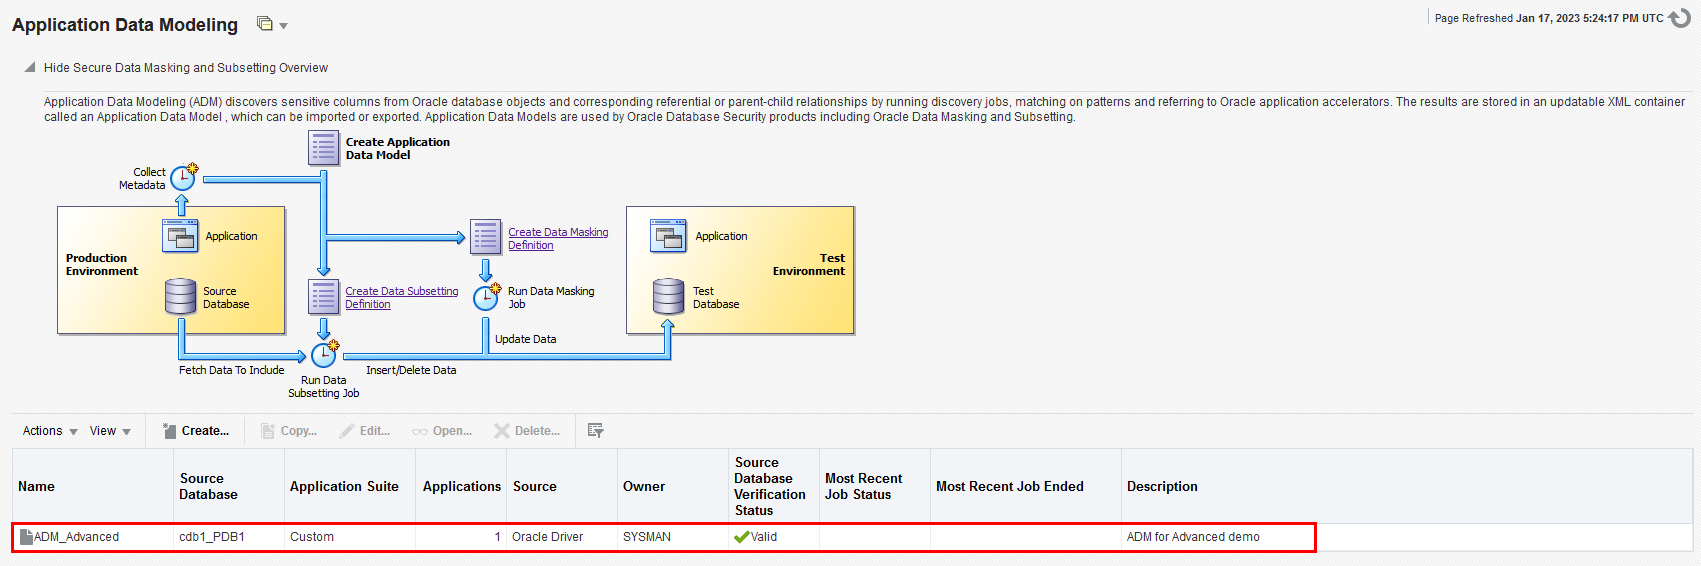 Application Data Modeling
Page Refreshed Jan 17, 2023 5:24:17 PM UTC
Hide Secure Data Masking and Subsetting Overview
Application Data Modeling (ADM) discovers sensitive columns from Oracle database objects and corresponding referential or parent-child relationships by running discovery jobs, matching on patterns and referring to Oracle application accelerators. The results are stored in an updatable XML container
called an Application Data Model , which can be imported or exported. Application Data Models are used by Oracle Database Security products including Oracle Data Masking and Subsetting.
Create Application
Data Model
Collect
Metadata
Production
Environment
Application
Source
Database
Create Data Masking
Definition
Create Data Subsetting
Definition
Run Data Masking
Job
Application
Test
Environment
Test
Database
Update Data
Fetch Data To Include
Run Data
Subsetting Job
Insert/Delete Data
Actions View Create... Copy... Edit... Open... Delete...
Name
Source
Database
Application Suite
Applications
Source
Owner
Source
Database
Verification
Status
Most Recent
Job Status
Most Recent Job Ended
Description
ADM_Advanced cdb1_PDB1 Custom 1 Oracle Driver SYSMAN Valid ADM for Advanced demo